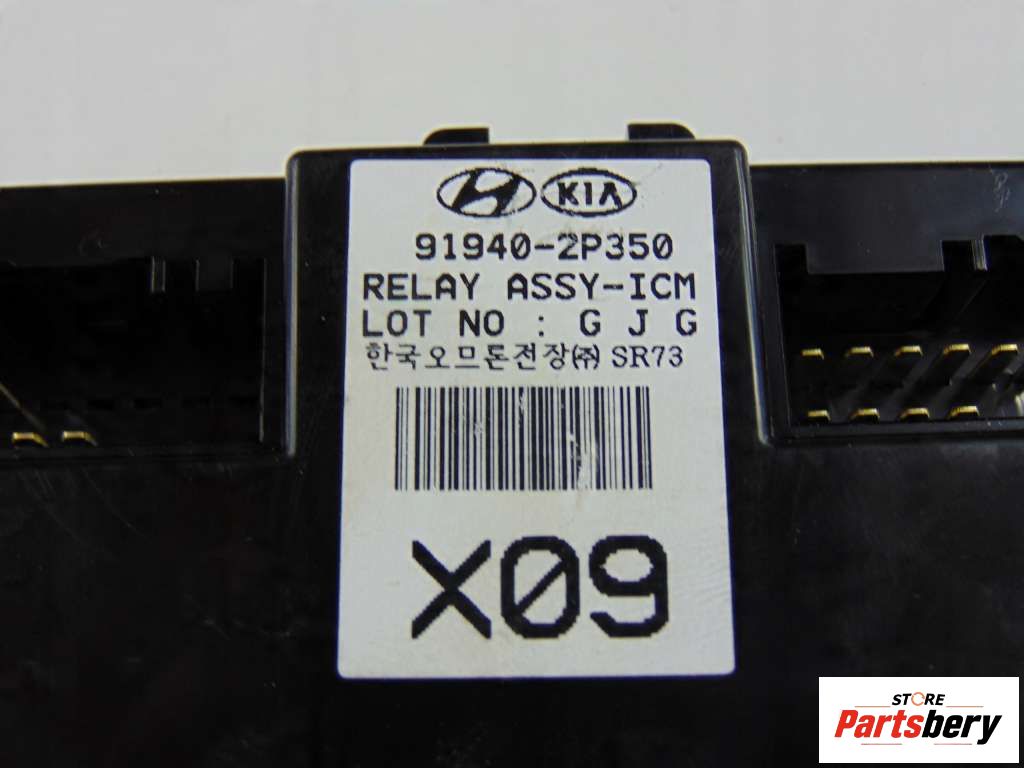 KIA
91940-2P350
RELAY ASSY-ICM
LOT NO : G J G
한국오므론전장㈜ SR73
X09
STORE
Partsbery